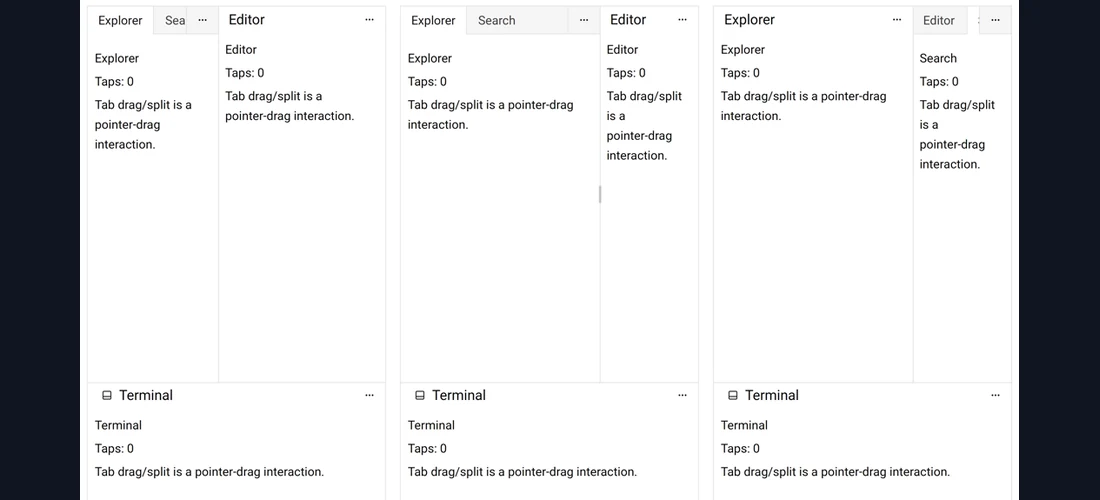 Explorer
Sea
Editor
Explorer
Taps: 0
Tab drag/split is a
pointer-drag
interaction.
Editor
Taps: 0
Tab drag/split is a
pointer-drag interaction.
Terminal
Terminal
Taps: 0
Tab drag/split is a pointer-drag interaction.
Explorer
Search
Editor
Explorer
Taps: 0
Tab drag/split is a pointer-drag
interaction.
Editor
Taps: 0
Tab drag/split
is a
pointer-drag
interaction.
Terminal
Terminal
Taps: 0
Tab drag/split is a pointer-drag interaction.
Explorer
Editor
Explorer
Taps: 0
Tab drag/split is a pointer-drag
interaction.
Search
Taps: 0
Tab drag/split
is a
pointer-drag
interaction.
Terminal
Terminal
Taps: 0
Tab drag/split is a pointer-drag interaction.